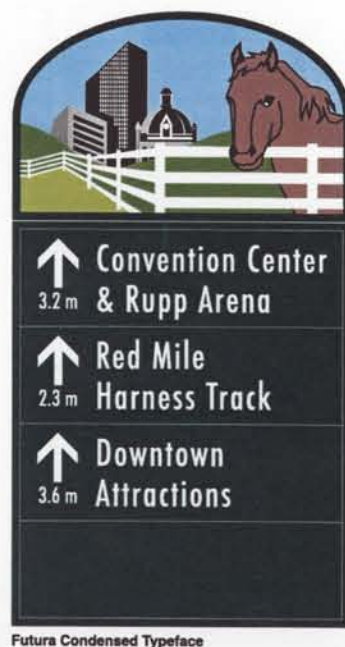 Convention Center
3.2 m & Rupp Arena
Red Mile
2.3 m Harness Track
Downtown
3.6 m Attractions
Futura Condensed Typeface